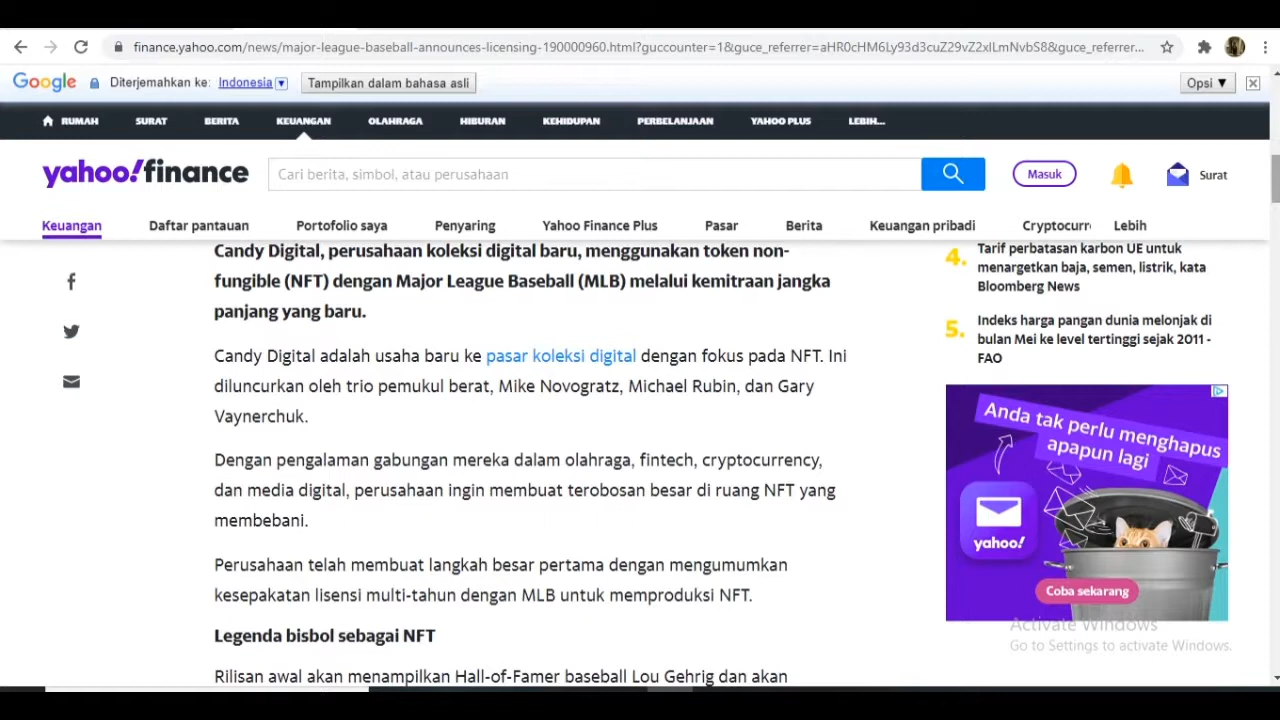 finance.yahoo.com/news/major-league-baseball-announces-licensing-190000960.html?guccounter=1&guce_referrer=aHR0cHM6Ly93d3cuZ29vZ2xlLmNvbS8&guce_referrer...
Google Diterjemahkan ke: Indonesia Tampilkan dalam bahasa asli Opsi ▼
RUMAH SURAT BERITA KEUANGAN OLAHRAGA HIBURAN KEHIDUPAN PERBELANJAAN YAHOO PLUS LEBIH...
yahoo!finance Cari berita, simbol, atau perusahaan Masuk Surat
Keuangan Daftar pantauan Portofolio saya Penyaring Yahoo Finance Plus Pasar Berita Keuangan pribadi Cryptocurr Lebih
Candy Digital, perusahaan koleksi digital baru, menggunakan token non-
fungible (NFT) dengan Major League Baseball (MLB) melalui kemitraan jangka
panjang yang baru.
Candy Digital adalah usaha baru ke pasar koleksi digital dengan fokus pada NFT. Ini
diluncurkan oleh trio pemukul berat, Mike Novogratz, Michael Rubin, dan Gary
Vaynerchuk.
Dengan pengalaman gabungan mereka dalam olahraga, fintech, cryptocurrency,
dan media digital, perusahaan ingin membuat terobosan besar di ruang NFT yang
membebani.
Perusahaan telah membuat langkah besar pertama dengan mengumumkan
kesepakatan lisensi multi-tahun dengan MLB untuk memproduksi NFT.
Legenda bisbol sebagai NFT
Rilisan awal akan menampilkan Hall-of-Famer baseball Lou Gehrig dan akan
4. Tarif perbatasan karbon UE untuk
menargetkan baja, semen, listrik, kata
Bloomberg News
5. Indeks harga pangan dunia melonjak di
bulan Mei ke level tertinggi sejak 2011 -
FAO
Anda tak perlu menghapus
apapun lagi
yahoo!
Coba sekarang
Activate Windows
Go to Settings to activate Windows.